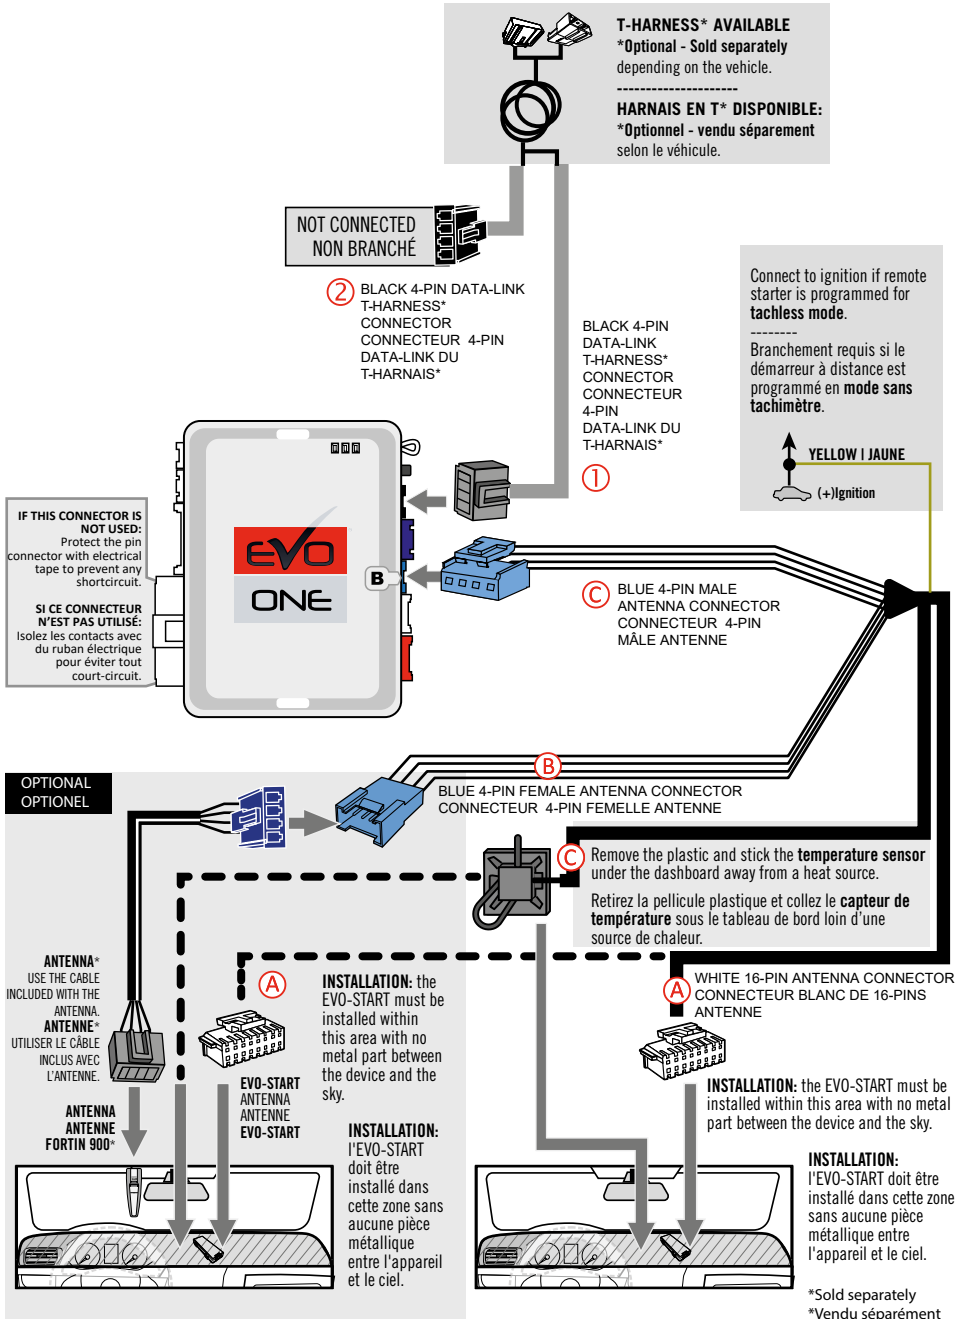 T-HARNESS* AVAILABLE
*Optional - Sold separately
depending on the vehicle.
---------------------
HARNAIS EN T* DISPONIBLE:
*Optionnel - vendu séparement
selon le véhicule.
NOT CONNECTED
NON BRANCHÉ
2
BLACK 4-PIN DATA-LINK
T-HARNESS*
CONNECTOR
CONNECTEUR 4-PIN
DATA-LINK DU
T-HARNAIS*
BLACK 4-PIN
DATA-LINK
T-HARNESS*
CONNECTOR
CONNECTEUR
4-PIN
DATA-LINK DU
T-HARNAIS*
1
Connect to ignition if remote
starter is programmed for
tachless mode.
--------
Branchement requis si le
démarreur à distance est
programmé en mode sans
tachimètre.
YELLOW | JAUNE
(+)Ignition
IF THIS CONNECTOR IS
NOT USED:
Protect the pin
connector with electrical
tape to prevent any
shortcircuit.
SI CE CONNECTEUR
N'EST PAS UTILISÉ:
Isolez les contacts avec
du ruban électrique
pour éviter tout
court-circuit.
EVO
ONE
B
C
BLUE 4-PIN MALE
ANTENNA CONNECTOR
CONNECTEUR 4-PIN
MÂLE ANTENNE
OPTIONAL
OPTIONEL
B
BLUE 4-PIN FEMALE ANTENNA CONNECTOR
CONNECTEUR 4-PIN FEMELLE ANTENNE
C
Remove the plastic and stick the temperature sensor
under the dashboard away from a heat source.
Retirez la pellicule plastique et collez le capteur de
température sous le tableau de bord loin d'une
source de chaleur.
ANTENNA*
USE THE CABLE
INCLUDED WITH THE
ANTENNA.
ANTENNE*
UTILISER LE CÂBLE
INCLUS AVEC
L'ANTENNE.
A
INSTALLATION: the
EVO-START must be
installed within
this area with no
metal part between
the device and the
sky.
A
WHITE 16-PIN ANTENNA CONNECTOR
CONNECTEUR BLANC DE 16-PINS
ANTENNE
EVO-START
ANTENNA
ANTENNE
EVO-START
ANTENNA
ANTENNE
FORTIN 900*
INSTALLATION:
l'EVO-START
doit être
installé dans
cette zone sans
aucune pièce
métallique
entre l'appareil
et le ciel.
INSTALLATION: the EVO-START must be
installed within this area with no metal
part between the device and the sky.
INSTALLATION:
l'EVO-START doit être
installé dans cette zone
sans aucune pièce
métallique entre
l'appareil et le ciel.
*Sold separately
*Vendu séparément